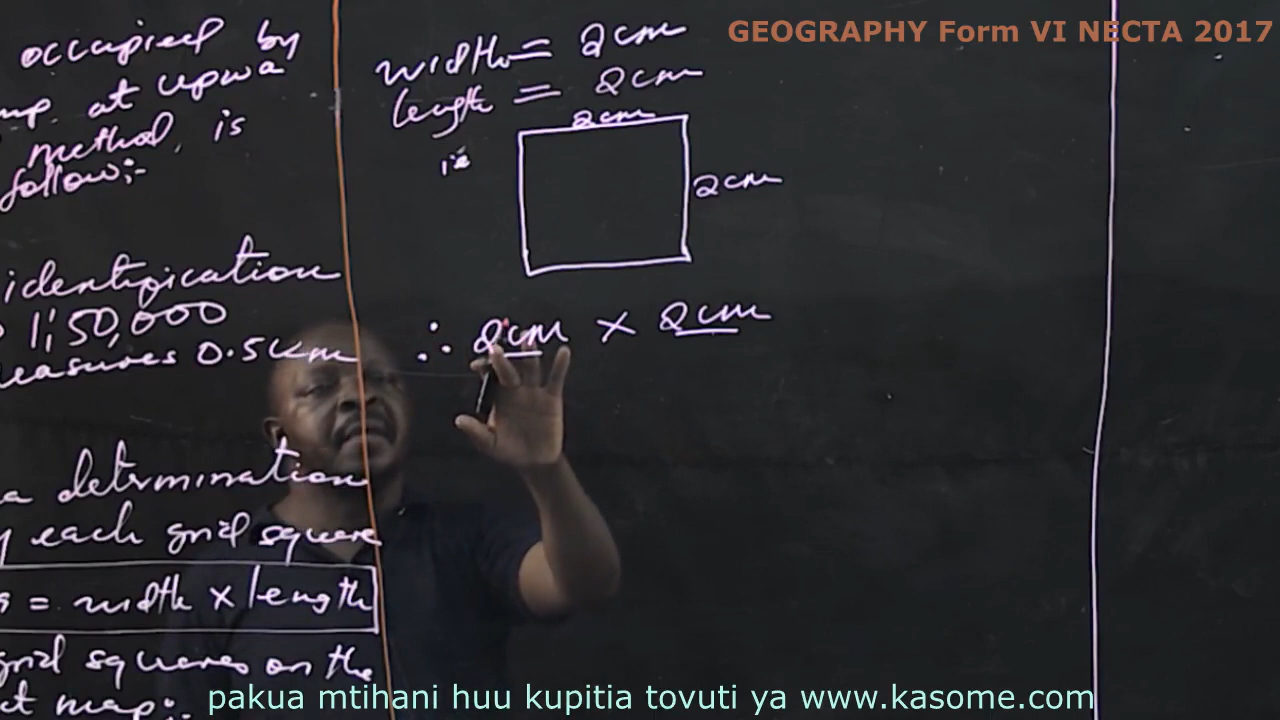 GEOGRAPHY Form VI NECTA 2017
occupied by
mp. at upwa
method, is
follow:-
identification
1:50,000
measures 0.5km
a determination
each grid square
= width x length
grid squares on the
map:-
width = 2cm
length = 2cm
2cm
i.e
2cm
∴ 2cm x 2cm
pakua mtihani huu kupitia tovuti ya www.kasome.com